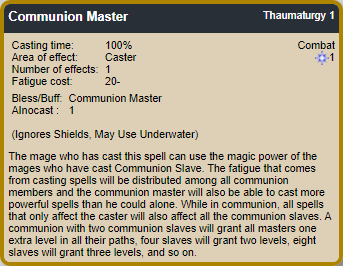 Communion Master Thaumaturgy 1
Casting time: 100% Combat
Area of effect: Caster 1
Number of effects: 1
Fatigue cost: 20-
Bless/Buff: Communion Master
AInocast : 1
(Ignores Shields, May Use Underwater)
The mage who has cast this spell can use the magic power of the
mages who have cast Communion Slave. The fatigue that comes
from casting spells will be distributed among all communion
members and the communion master will also be able to cast more
powerful spells than he could alone. While in communion, all spells
that only affect the caster will also affect all the communion slaves. A
communion with two communion slaves will grant all masters one
extra level in all their paths, four slaves will grant two levels, eight
slaves will grant three levels, and so on.